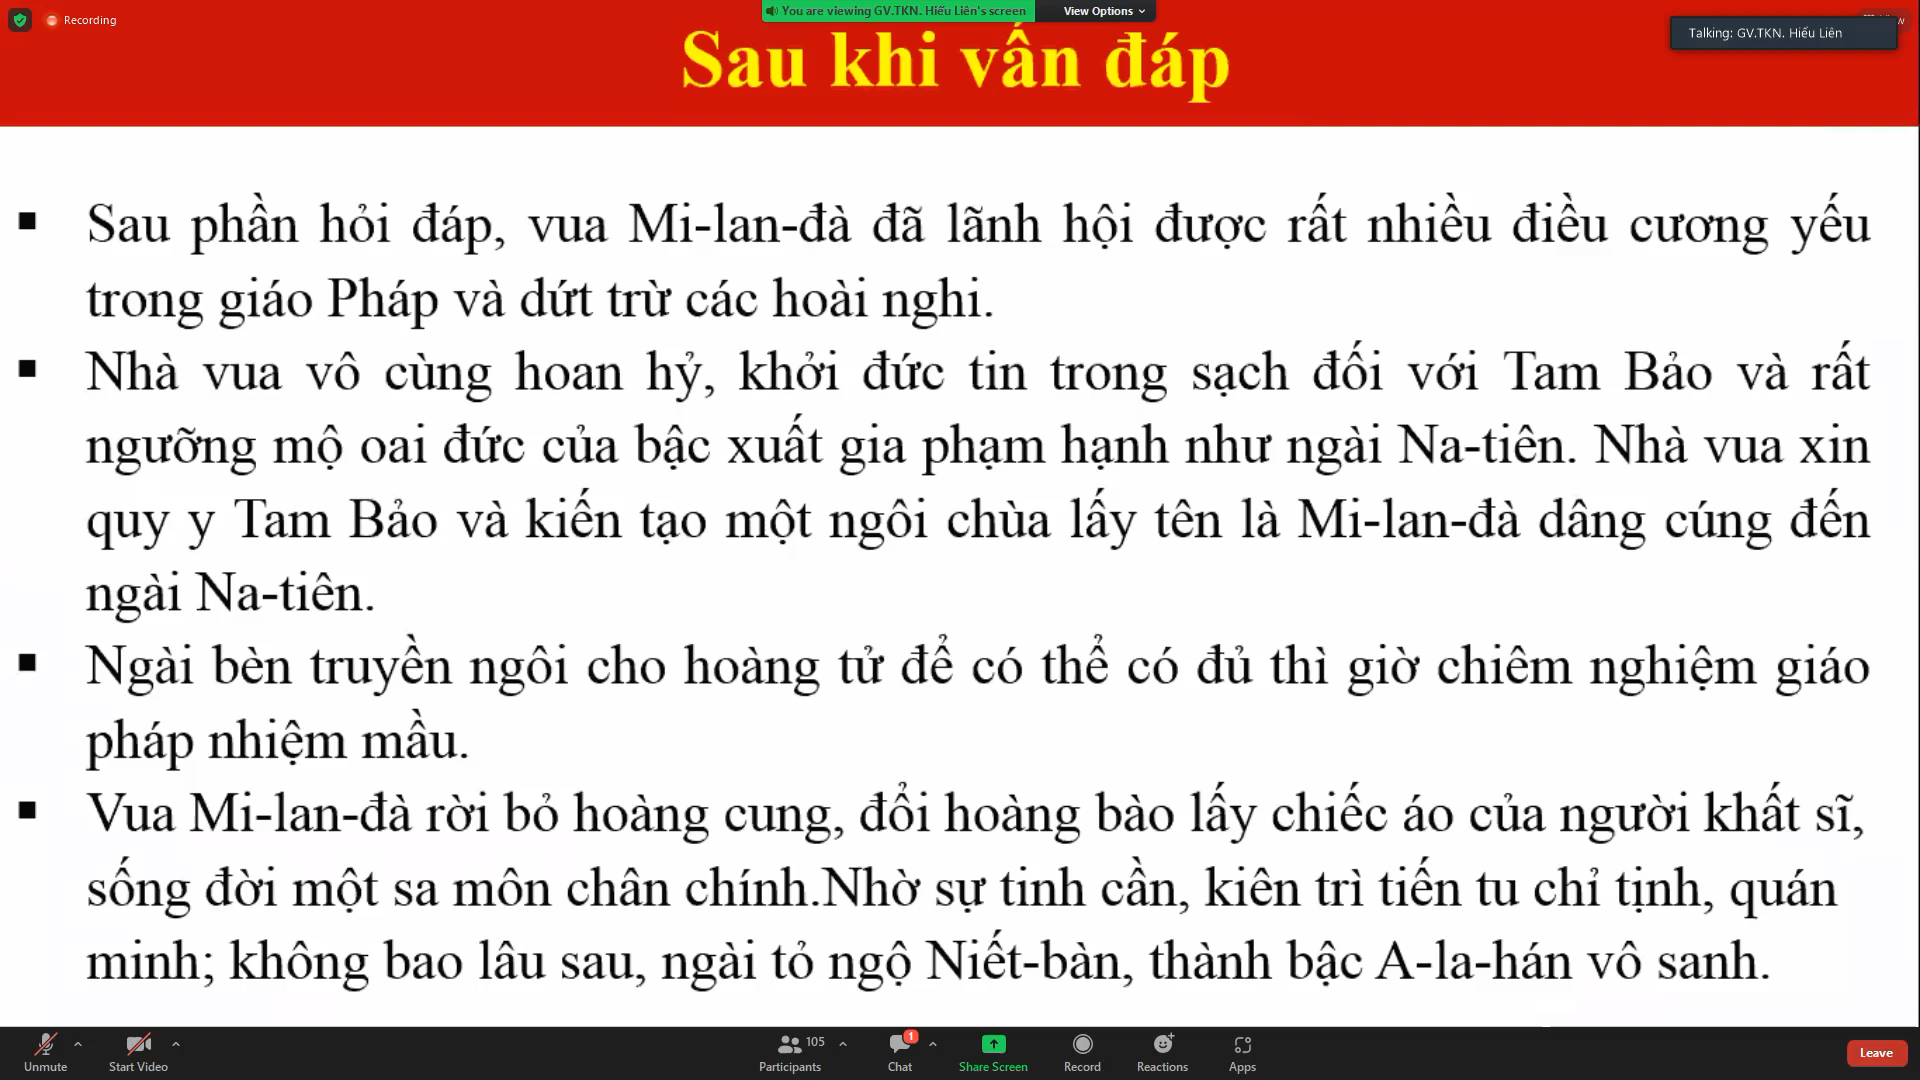 Recording
You are viewing GV.TKN. Hiếu Liên's screen
View Options
Talking: GV.TKN. Hiếu Liên
Sau khi vấn đáp
▪ Sau phần hỏi đáp, vua Mi-lan-đà đã lãnh hội được rất nhiều điều cương yếu
trong giáo Pháp và dứt trừ các hoài nghi.
▪ Nhà vua vô cùng hoan hỷ, khởi đức tin trong sạch đối với Tam Bảo và rất
ngưỡng mộ oai đức của bậc xuất gia phạm hạnh như ngài Na-tiên. Nhà vua xin
quy y Tam Bảo và kiến tạo một ngôi chùa lấy tên là Mi-lan-đà dâng cúng đến
ngài Na-tiên.
▪ Ngài bèn truyền ngôi cho hoàng tử để có thể có đủ thì giờ chiêm nghiệm giáo
pháp nhiệm mầu.
▪ Vua Mi-lan-đà rời bỏ hoàng cung, đổi hoàng bào lấy chiếc áo của người khất sĩ,
sống đời một sa môn chân chính.Nhờ sự tinh cần, kiên trì tiến tu chỉ tịnh, quán
minh; không bao lâu sau, ngài tỏ ngộ Niết-bàn, thành bậc A-la-hán vô sanh.
Unmute
Start Video
105
Participants
1
Chat
Share Screen
Record
Reactions
Apps
Leave